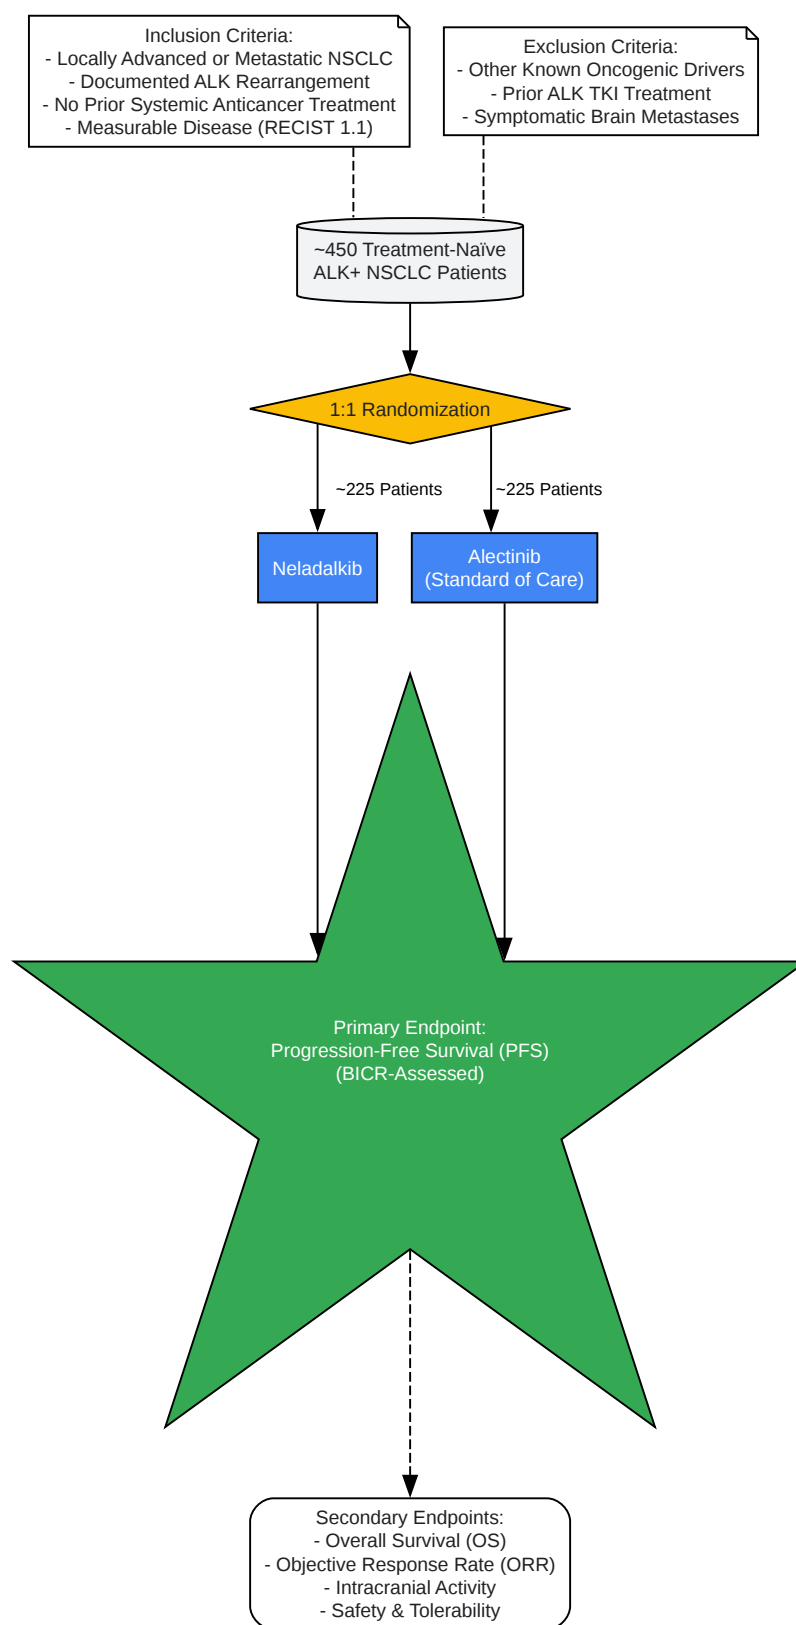 Inclusion Criteria:
- Locally Advanced or Metastatic NSCLC
- Documented ALK Rearrangement
- No Prior Systemic Anticancer Treatment
- Measurable Disease (RECIST 1.1)
Exclusion Criteria:
- Other Known Oncogenic Drivers
- Prior ALK TKI Treatment
- Symptomatic Brain Metastases
~450 Treatment-Naïve
ALK+ NSCLC Patients
1:1 Randomization
~225 Patients
~225 Patients
Neladalkib
Alectinib
(Standard of Care)
Primary Endpoint:
Progression-Free Survival (PFS)
(BICR-Assessed)
Secondary Endpoints:
- Overall Survival (OS)
- Objective Response Rate (ORR)
- Intracranial Activity
- Safety & Tolerability